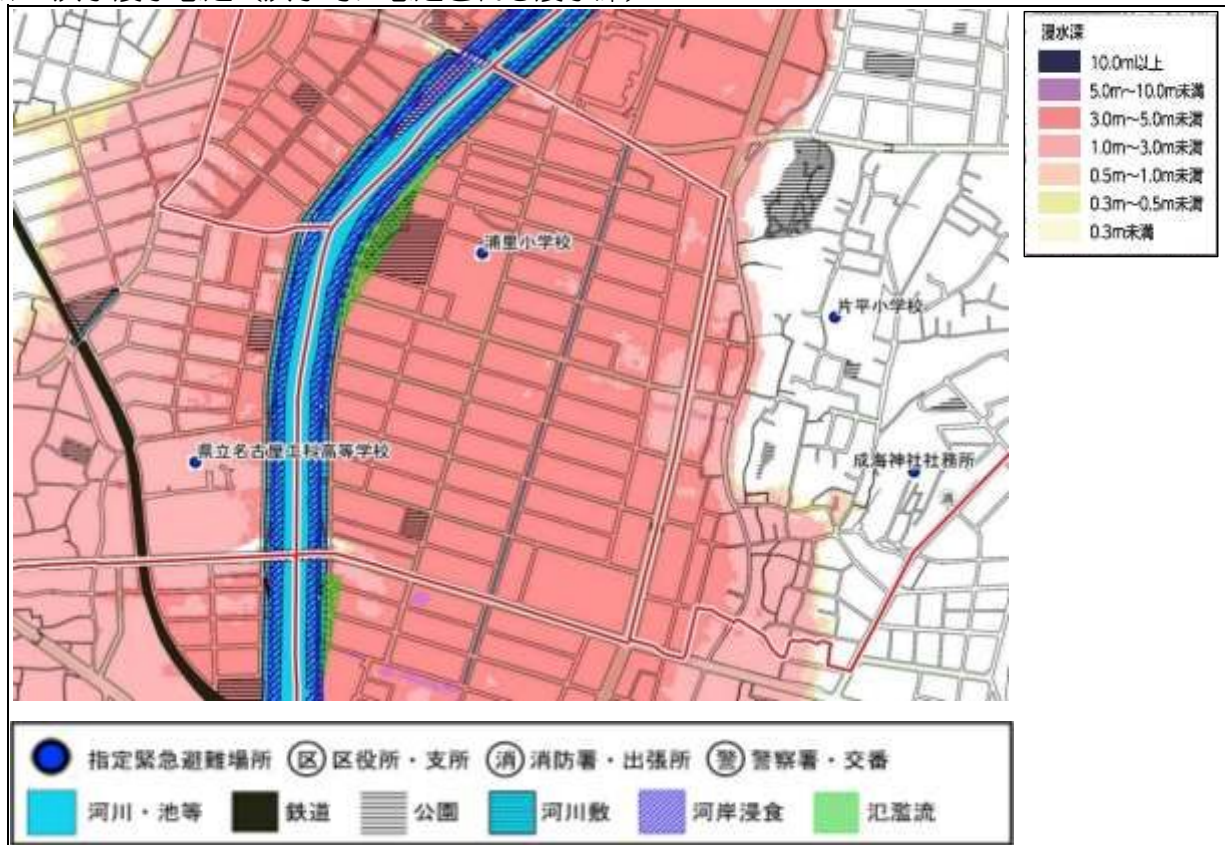 浸水深
10.0m以上
5.0m~10.0m未満
3.0m~5.0m未満
1.0m~3.0m未満
0.5m~1.0m未満
0.3m~0.5m未満
0.3m未満
浦里小学校
片平小学校
県立名古屋工科高等学校
成海神社社務所
消
指定緊急避難場所 区 区役所・支所 消 消防署・出張所 警 警察署・交番
河川・池等 鉄道 公園 河川敷 河岸浸食 氾濫流